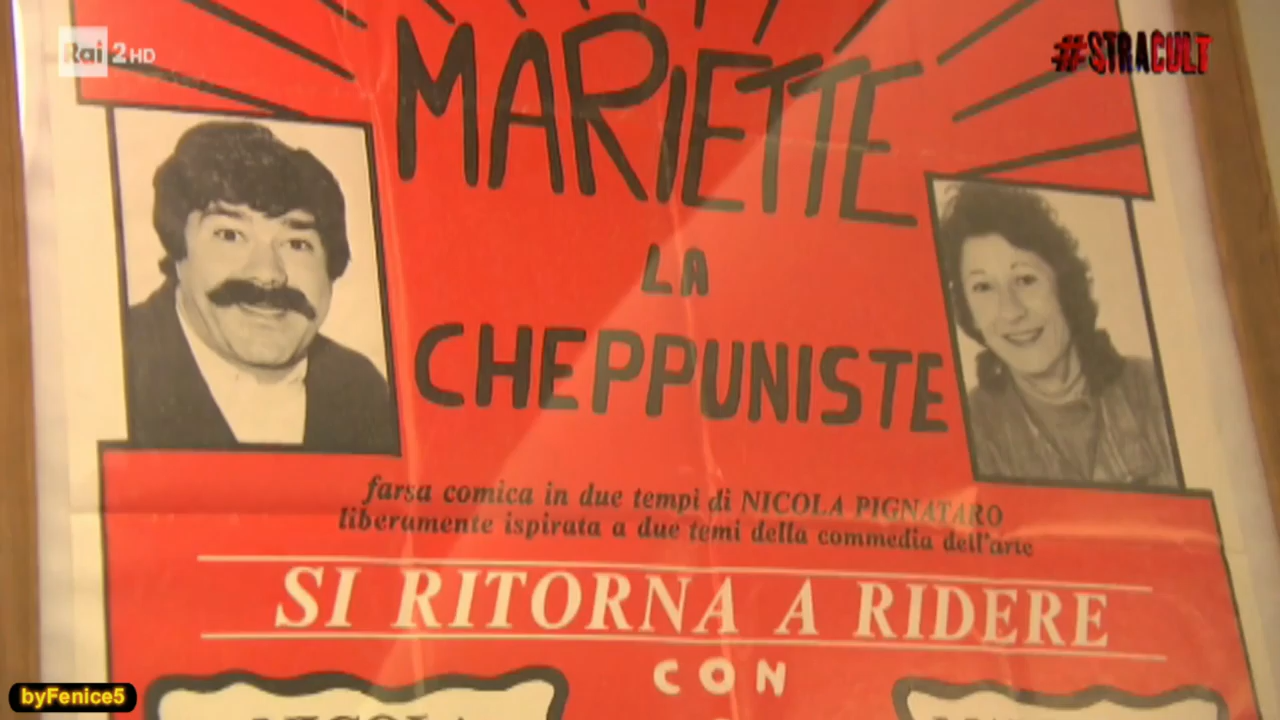 Rai 2 HD
#STRACULT
MARIETTE
LA
CHEPPUNISTE
farsa comica in due tempi di NICOLA PIGNATARO
liberamente ispirata a due temi della commedia dell'arte
SI RITORNA A RIDERE
CON
NICOLA
byFenice5